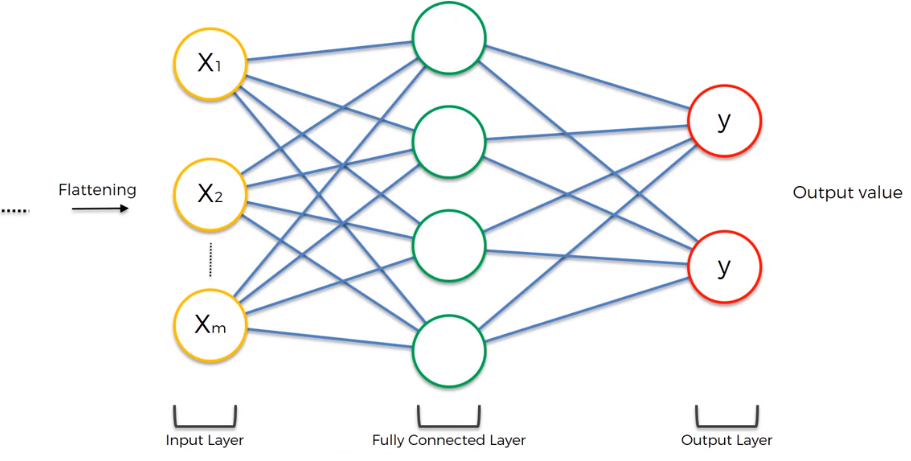 X1
y
Flattening
X2
Output value
y
Xm
Input Layer
Fully Connected Layer
Output Layer